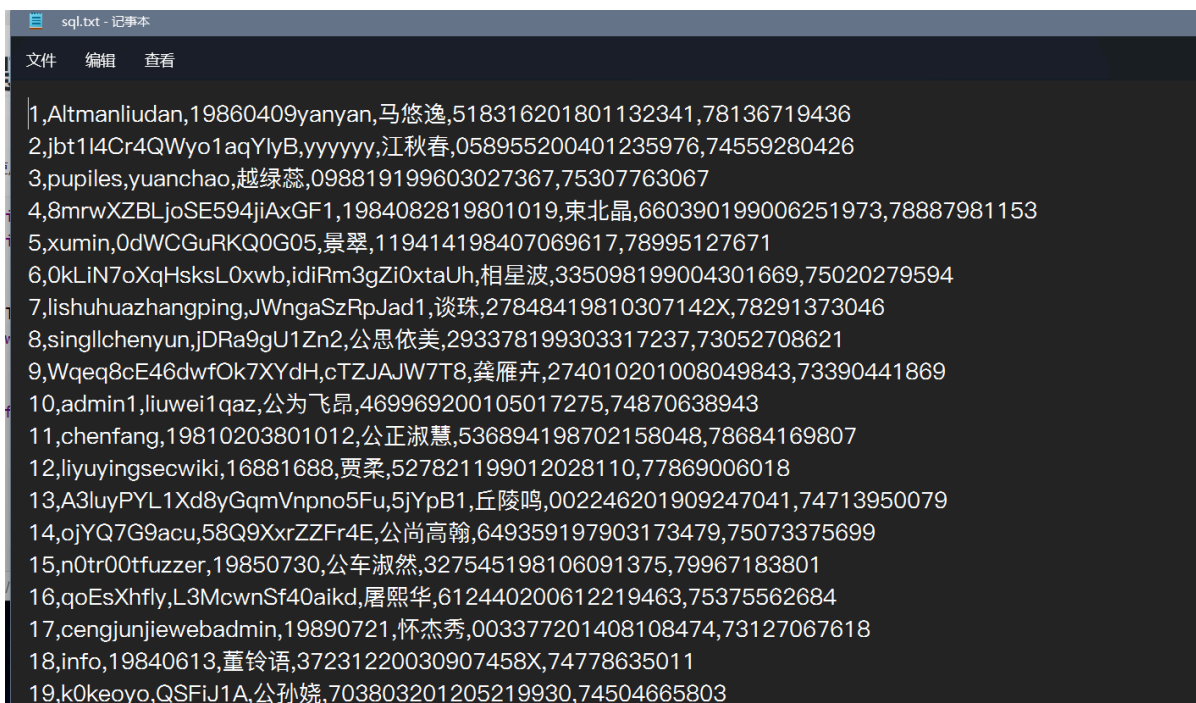 sql.txt - 记事本
文件 编辑 查看
1,Altmanliudan,19860409yanyan,马悠逸,518316201801132341,78136719436
2,jbt1l4Cr4QWyo1aqYlyB,yyyyyy,江秋春,058955200401235976,74559280426
3,pupiles,yuanchao,越绿蕊,098819199603027367,75307763067
4,8mrwXZBLjoSE594jiAxGF1,1984082819801019,束北晶,660390199006251973,78887981153
5,xumin,0dWCGuRKQ0G05,景翠,119414198407069617,78995127671
6,0kLiN7oXqHsksL0xwb,idiRm3gZi0xtaUh,相星波,335098199004301669,75020279594
7,lishuhuazhangping,JWngaSzRpJad1,谈珠,27848419810307142X,78291373046
8,singllchenyun,jDRa9gU1Zn2,公思依美,293378199303317237,73052708621
9,Wqeq8cE46dwfOk7XYdH,cTZJAJW7T8,龚雁卉,274010201008049843,73390441869
10,admin1,liuwei1qaz,公为飞昂,469969200105017275,74870638943
11,chenfang,19810203801012,公正淑慧,536894198702158048,78684169807
12,liyuyingsecwiki,16881688,贾柔,527821199012028110,77869006018
13,A3luyPYL1Xd8yGqmVnpno5Fu,5jYpB1,丘陵鸣,002246201909247041,74713950079
14,ojYQ7G9acu,58Q9XxrZZFr4E,公尚高翰,649359197903173479,75073375699
15,n0tr00tfuzzer,19850730,公车淑然,327545198106091375,79967183801
16,qoEsXhfly,L3McwnSf40aikd,屠熙华,612440200612219463,75375562684
17,cengjunjiewebadmin,19890721,怀杰秀,003377201408108474,73127067618
18,info,19840613,董铃语,37231220030907458X,74778635011
19,k0keoyo,QSFiJ1A,公孙娆,703803201205219930,74504665803